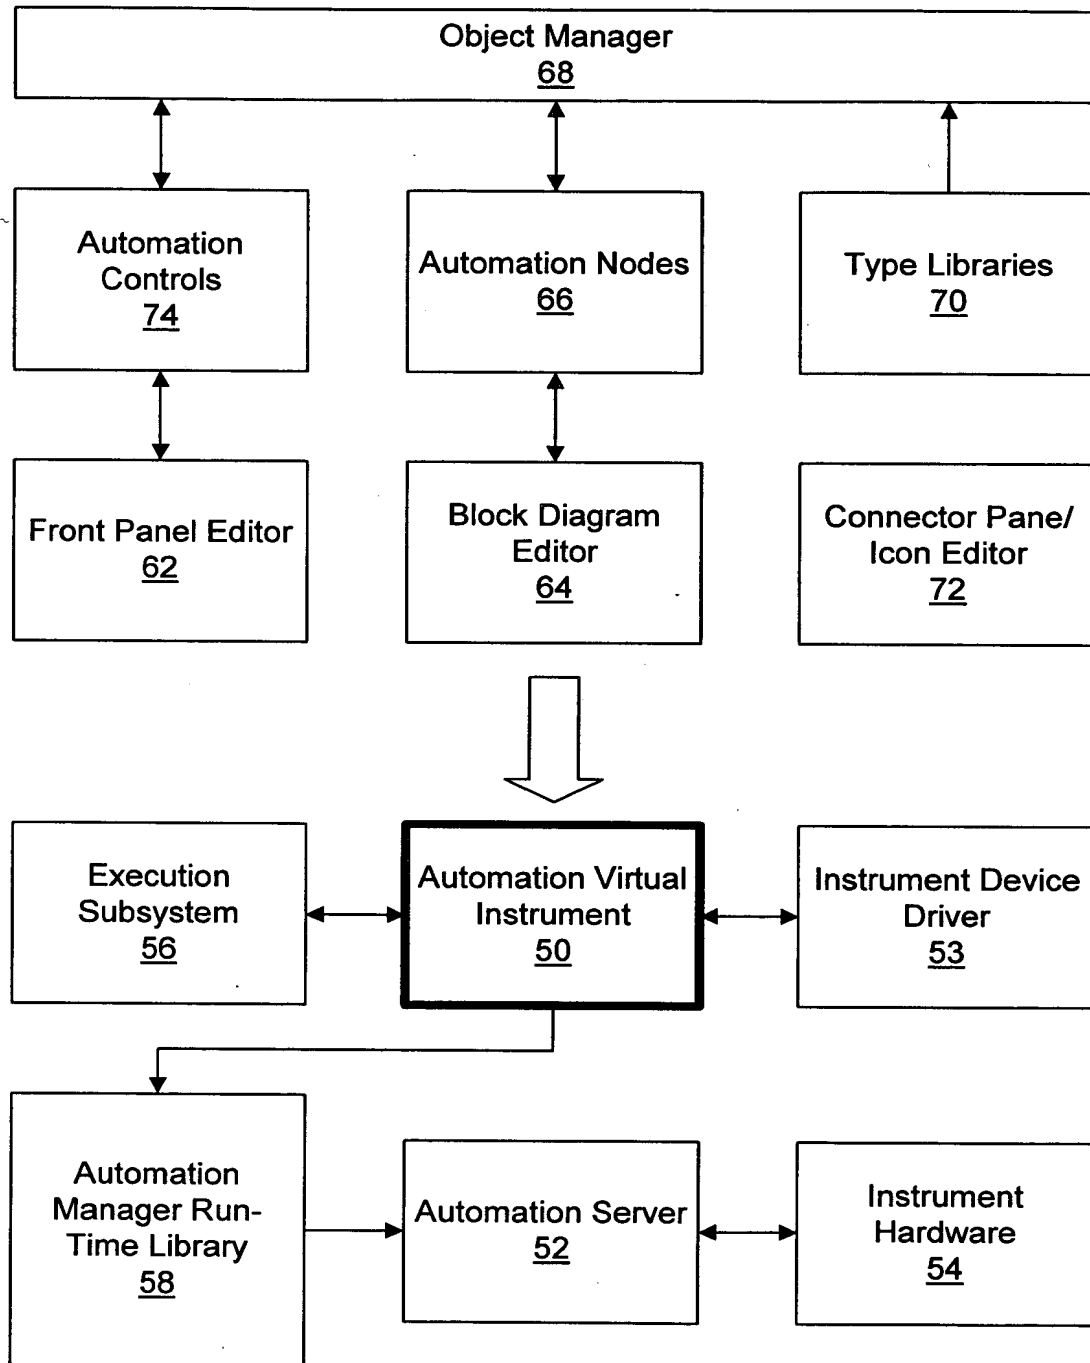 Object Manager
68
Automation
Controls
74
Automation Nodes
66
Type Libraries
70
Front Panel Editor
62
Block Diagram
Editor
64
Connector Pane/
Icon Editor
72
Execution
Subsystem
56
Automation Virtual
Instrument
50
Instrument Device
Driver
53
Automation
Manager Run-
Time Library
58
Automation Server
52
Instrument
Hardware
54